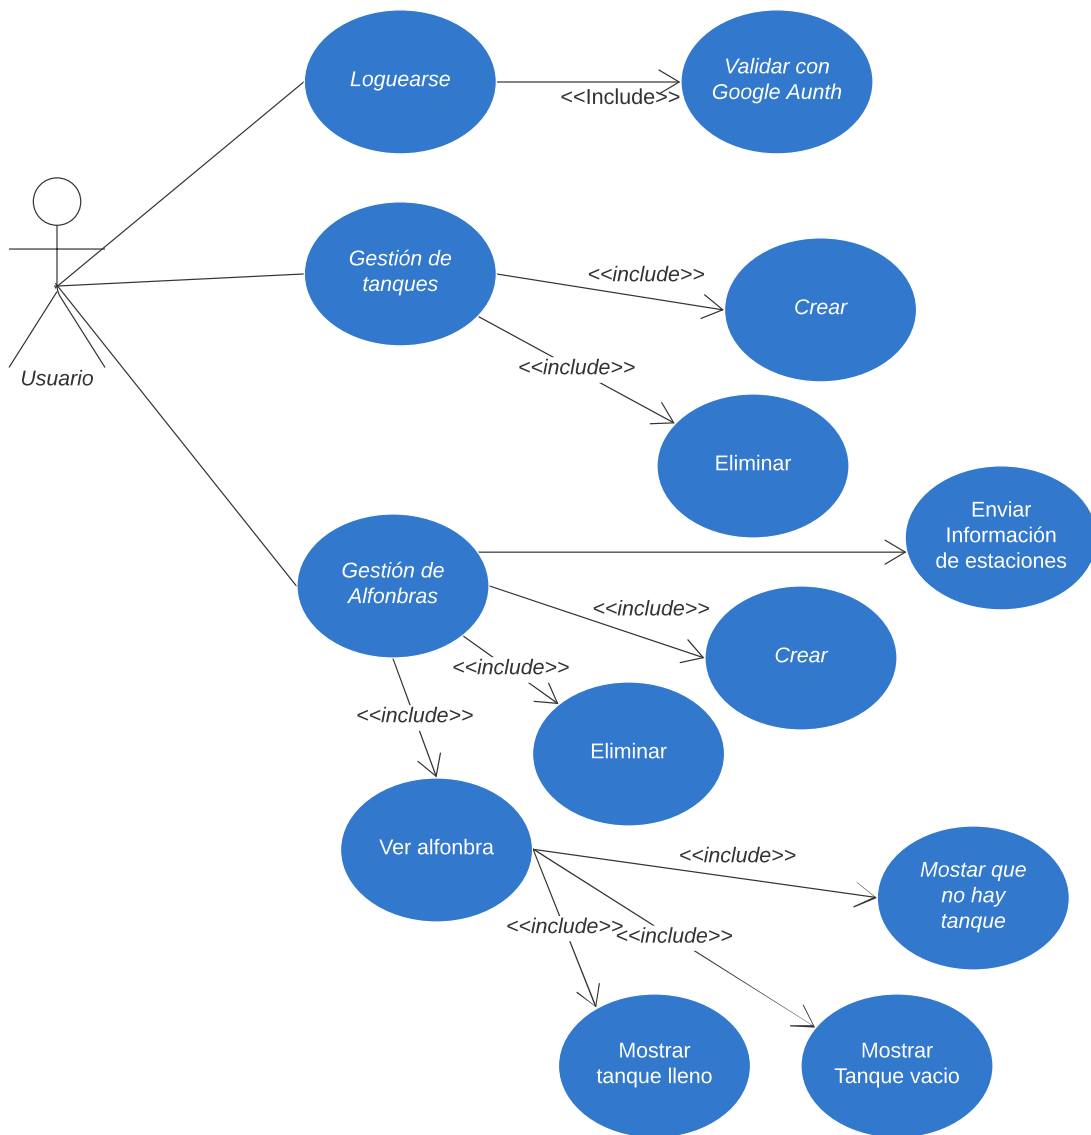 Loguearse
<<Include>>
Validar con
Google Aunth
Usuario
Gestión de
tanques
<<include>>
Crear
<<include>>
Eliminar
Gestión de
Alfonbras
Enviar
Información
de estaciones
<<include>>
Crear
<<include>>
Eliminar
<<include>>
Ver alfonbra
<<include>>
Mostar que
no hay
tanque
<<include>>
<<include>>
Mostrar
tanque lleno
Mostrar
Tanque vacio